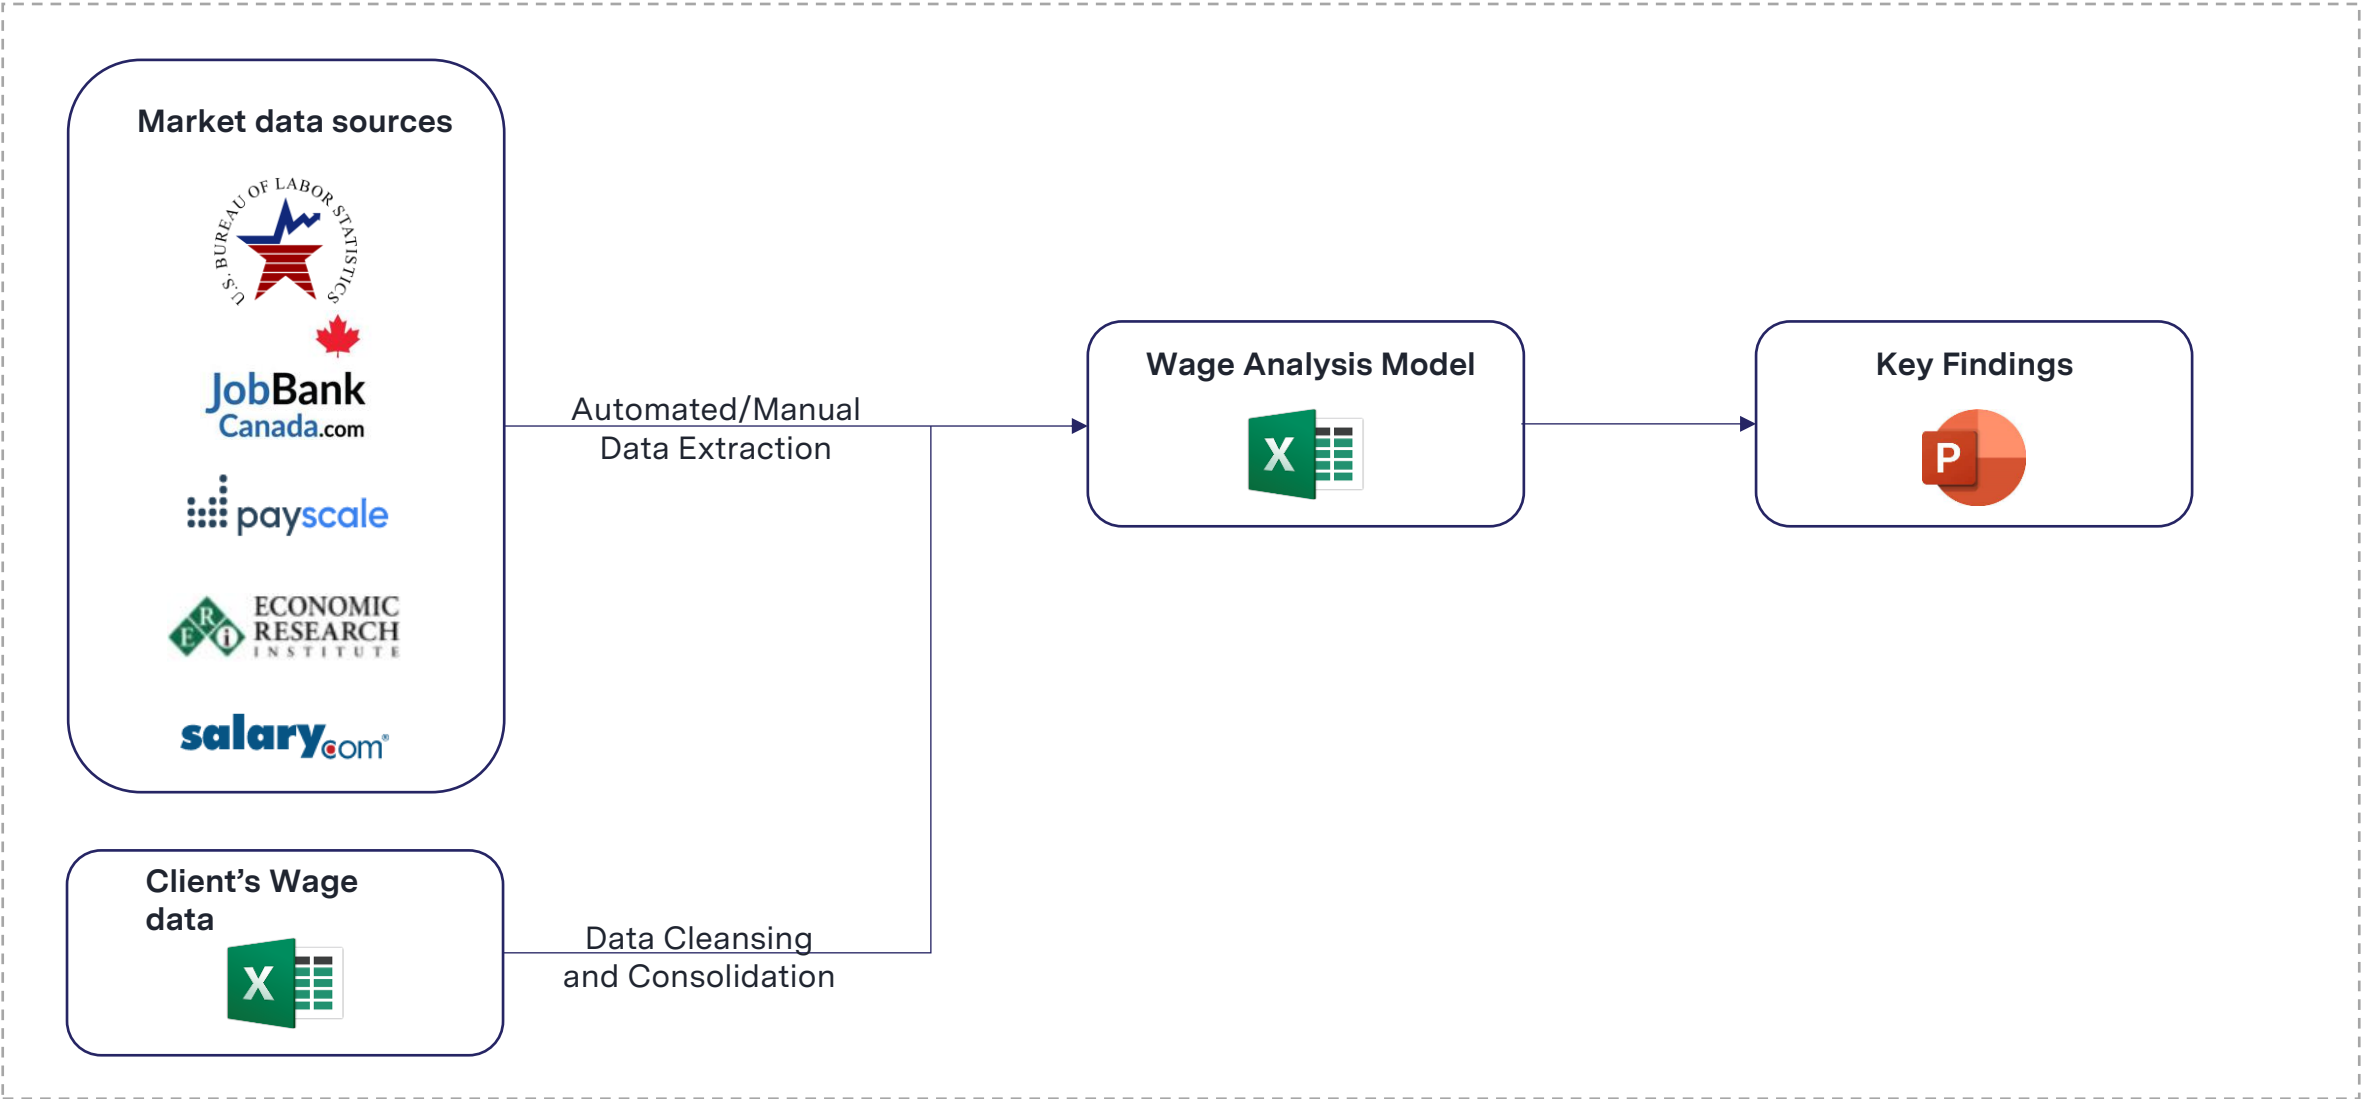 Market data sources
U.S. BUREAU OF LABOR STATISTICS
JobBank
Canada.com
payscale
ERi ECONOMIC
RESEARCH
INSTITUTE
salary.com®
Automated/Manual
Data Extraction
Wage Analysis Model
X
Key Findings
P
Client’s Wage
data
X
Data Cleansing
and Consolidation